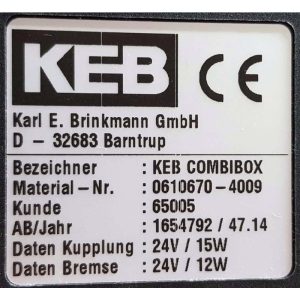 KEB CE
Karl E. Brinkmann GmbH
D – 32683 Barntrup
Bezeichner : KEB COMBIBOX
Material-Nr. : 0610670-4009
Kunde : 65005
AB/Jahr : 1654792 / 47.14
Daten Kupplung : 24V / 15W
Daten Bremse : 24V / 12W